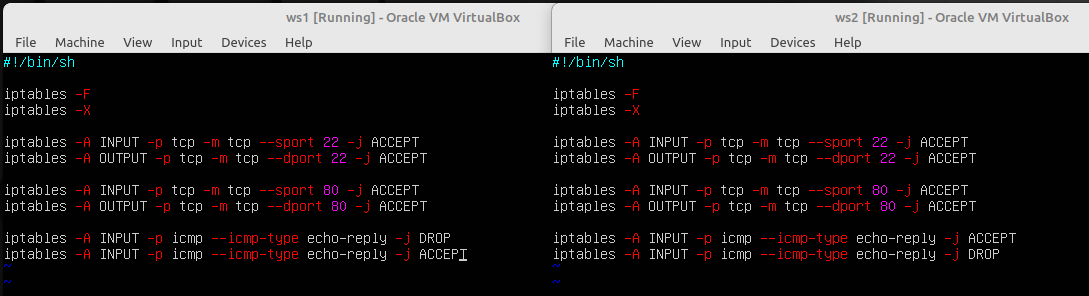 ws1 [Running] - Oracle VM VirtualBox
File Machine View Input Devices Help
#!/bin/sh
iptables -F
iptables -X
iptables -A INPUT -p tcp -m tcp --sport 22 -j ACCEPT
iptables -A OUTPUT -p tcp -m tcp --dport 22 -j ACCEPT
iptables -A INPUT -p tcp -m tcp --sport 80 -j ACCEPT
iptables -A OUTPUT -p tcp -m tcp --dport 80 -j ACCEPT
iptables -A INPUT -p icmp --icmp-type echo-reply -j DROP
iptables -A INPUT -p icmp --icmp-type echo-reply -j ACCEPT
~
~
ws2 [Running] - Oracle VM VirtualBox
File Machine View Input Devices Help
#!/bin/sh
iptables -F
iptables -X
iptables -A INPUT -p tcp -m tcp --sport 22 -j ACCEPT
iptables -A OUTPUT -p tcp -m tcp --dport 22 -j ACCEPT
iptables -A INPUT -p tcp -m tcp --sport 80 -j ACCEPT
iptaples -A OUTPUT -p tcp -m tcp --dport 80 -j ACCEPT
iptables -A INPUT -p icmp --icmp-type echo-reply -j ACCEPT
iptables -A INPUT -p icmp --icmp-type echo-reply -j DROP
~
~